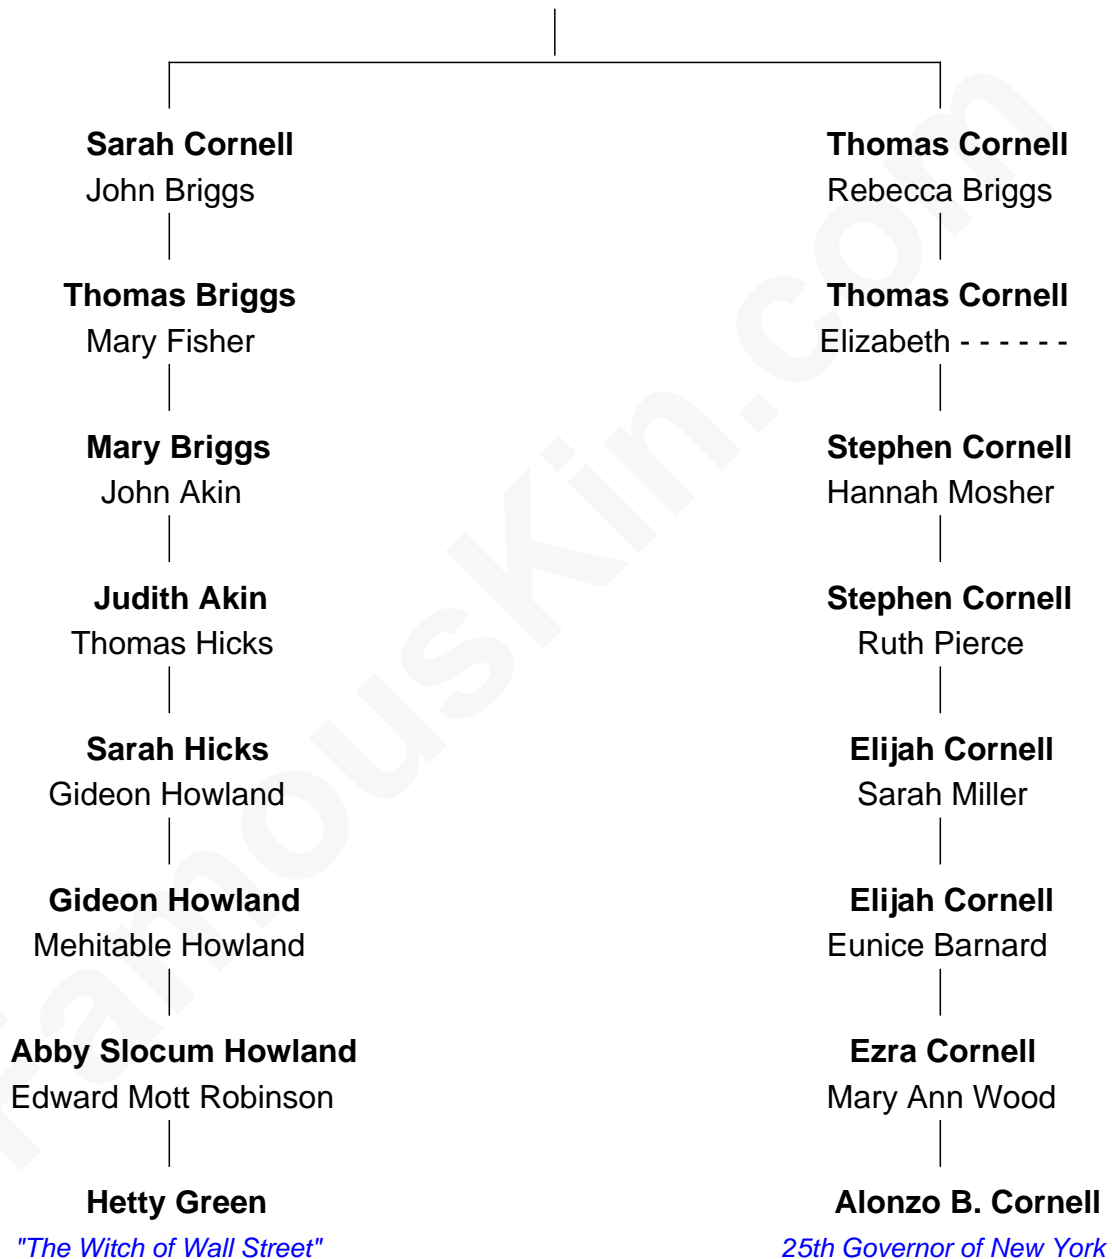 Sarah Cornell
John Briggs
Thomas Briggs
Mary Fisher
Mary Briggs
John Akin
Judith Akin
Thomas Hicks
Sarah Hicks
Gideon Howland
Gideon Howland
Mehitable Howland
Abby Slocum Howland
Edward Mott Robinson
Hetty Green
"The Witch of Wall Street"
Thomas Cornell
Rebecca Briggs
Thomas Cornell
Elizabeth - - - - - -
Stephen Cornell
Hannah Mosher
Stephen Cornell
Ruth Pierce
Elijah Cornell
Sarah Miller
Elijah Cornell
Eunice Barnard
Ezra Cornell
Mary Ann Wood
Alonzo B. Cornell
25th Governor of New York
FamousKin.com